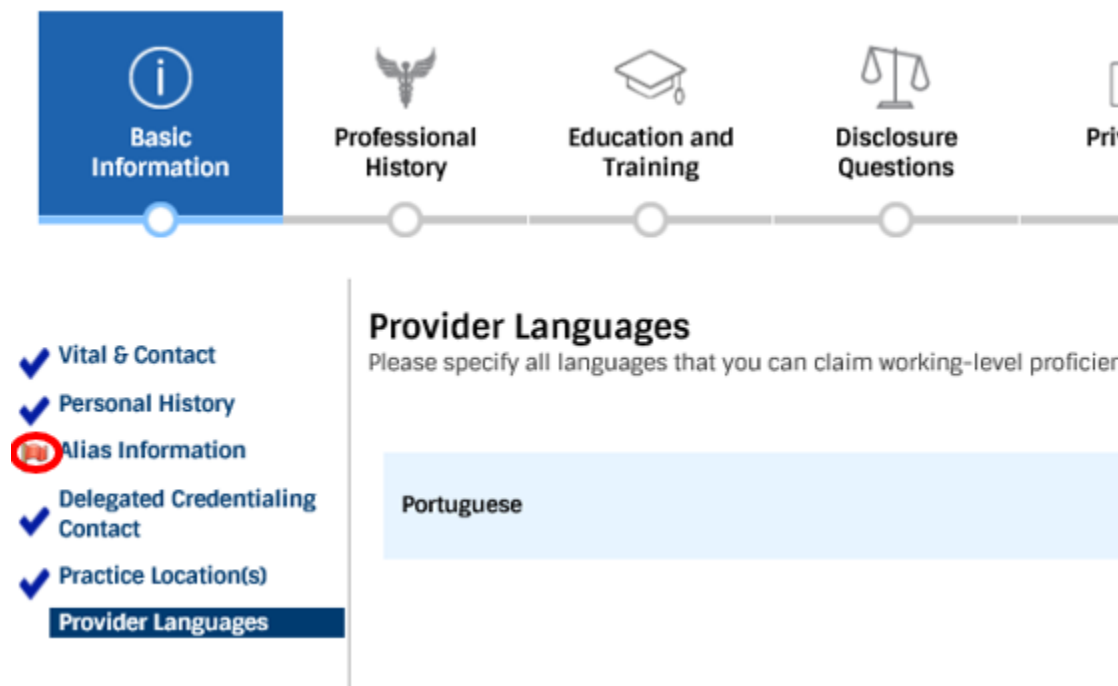 Basic
Information
Professional
History
Education and
Training
Disclosure
Questions
Vital & Contact
Personal History
Alias Information
Delegated Credentialing
Contact
Practice Location(s)
Provider Languages
Provider Languages
Please specify all languages that you can claim working-level
Portuguese